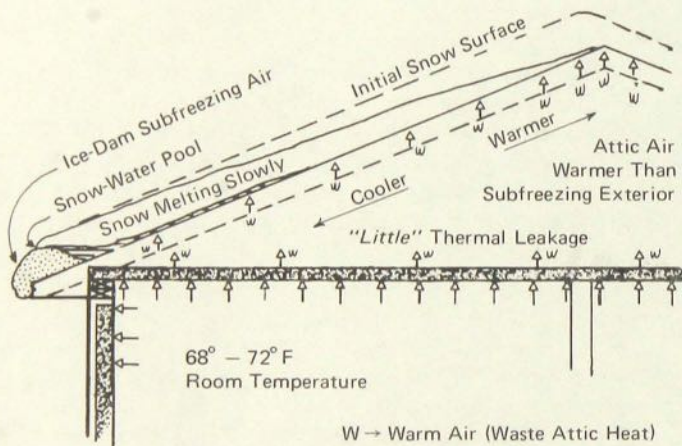 Initial Snow Surface
Ice-Dam Subfreezing Air
Snow-Water Pool
Snow Melting Slowly
Warmer
Cooler
Attic Air
Warmer Than
Subfreezing Exterior
"Little" Thermal Leakage
w w w w w w w w w w
w w w w w
68° – 72° F
Room Temperature
W → Warm Air (Waste Attic Heat)